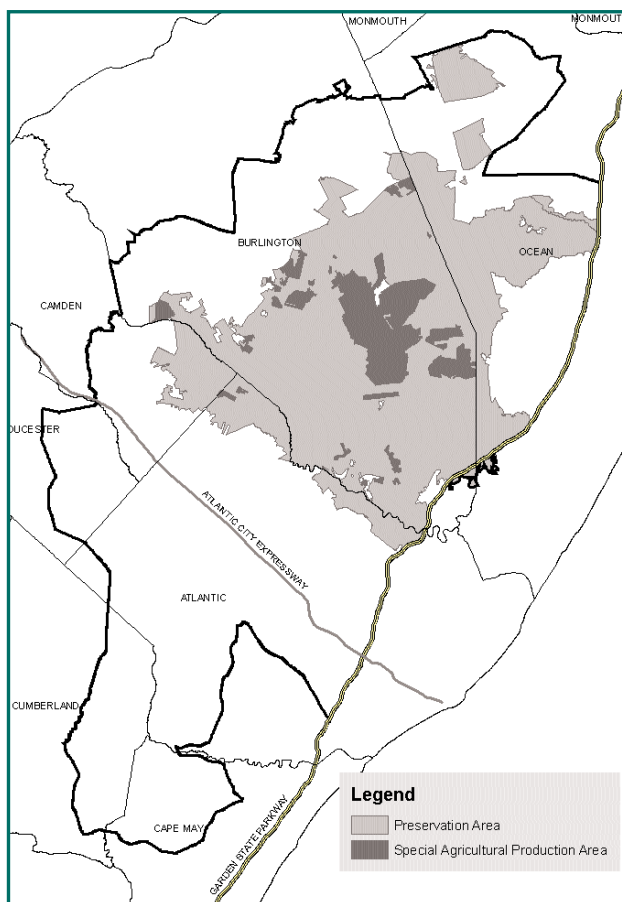 MONMOUTH
MONMOUT
BURLINGTON
OCEAN
CAMDEN
OUCESTER
ATLANTIC CITY EXPRESSWAY
ATLANTIC
CUMBERLAND
CAPE MAY
GARDEN STATE PARKWAY
Legend
Preservation Area
Special Agricultural Production Area